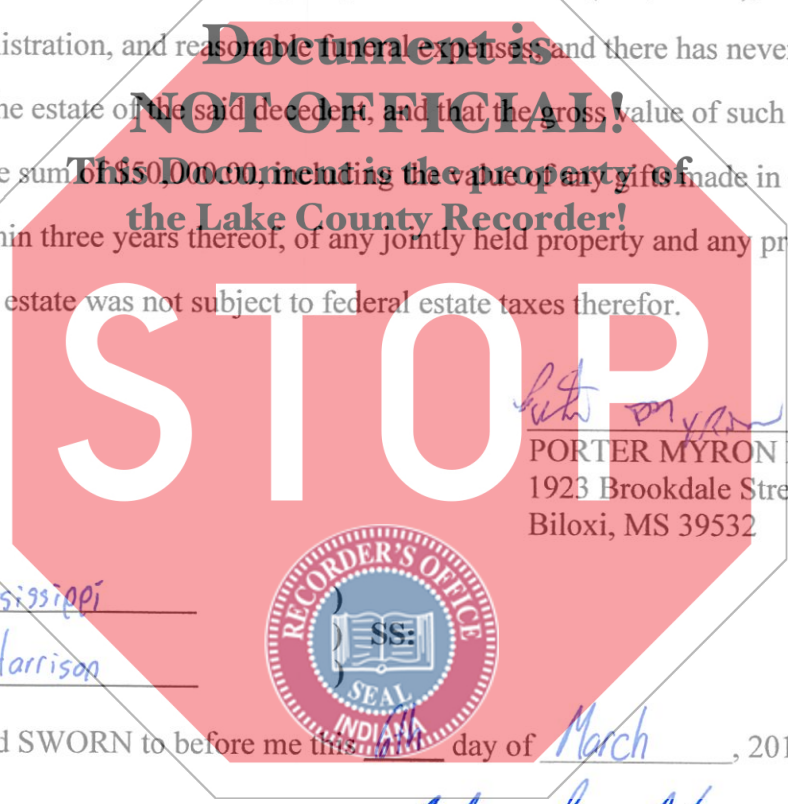 Document is
istration, and reasonable funeral expenses; and there has never
NOT OFFICIAL!
ne estate of the said decedent, and that the gross value of such
This Document is the property of
e sum of $50,000.00, including the value of any gifts made in
the Lake County Recorder!
in three years thereof, of any jointly held property and any pr
estate was not subject to federal estate taxes therefor.
STOP
PORTER MYRON
1923 Brookdale Stre
Biloxi, MS 39532
RECORDER'S OFFICE
SEAL
INDIANA
sissippi )
) SS:
Harrison )
d SWORN to before me this 6th day of March, 201